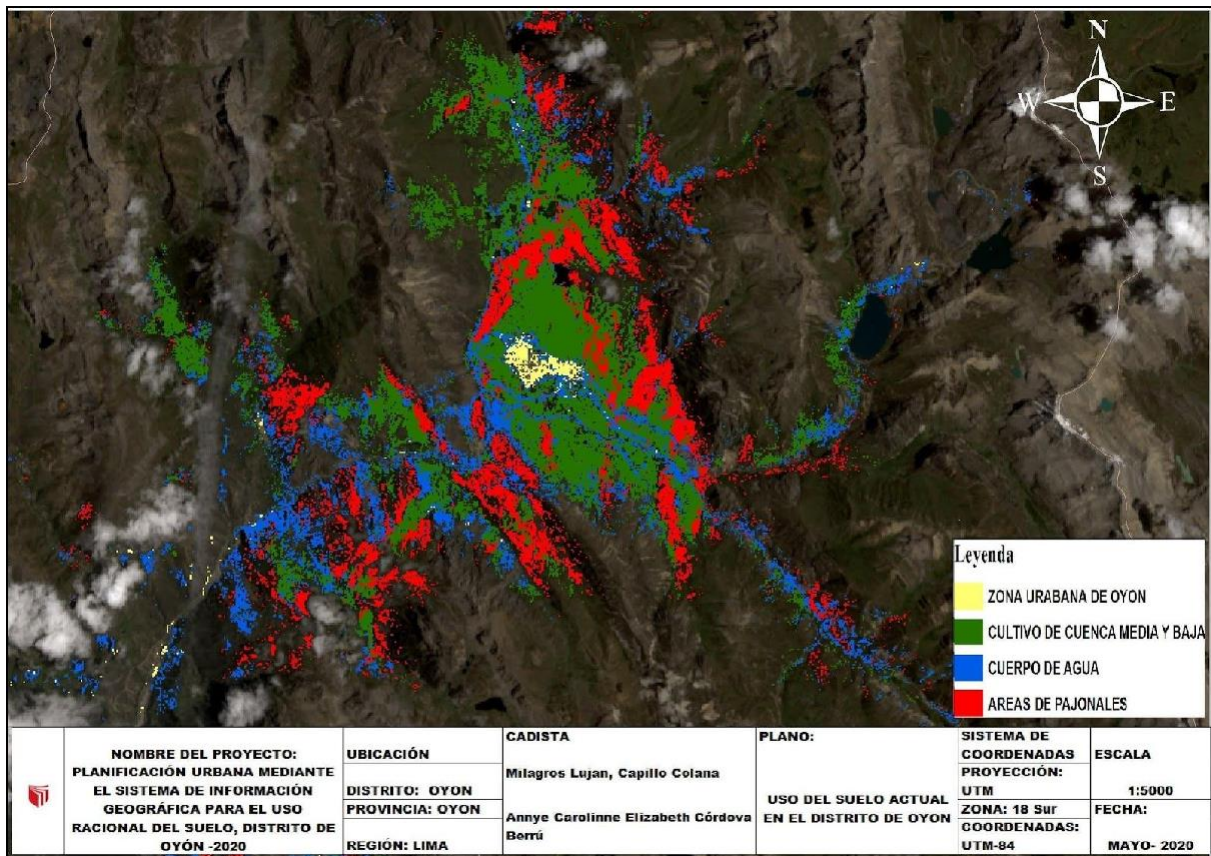 N
W
E
S
Leyenda
ZONA URABANA DE OYON
CULTIVO DE CUENCA MEDIA Y BAJA
CUERPO DE AGUA
AREAS DE PAJONALES
NOMBRE DEL PROYECTO:
PLANIFICACIÓN URBANA MEDIANTE
EL SISTEMA DE INFORMACIÓN
GEOGRÁFICA PARA EL USO
RACIONAL DEL SUELO, DISTRITO DE
OYÓN -2020
UBICACIÓN
DISTRITO: OYON
PROVINCIA: OYON
REGIÓN: LIMA
CADISTA
Milagros Lujan, Capillo Colana
Annye Carolinne Elizabeth Córdova
Berrú
PLANO:
USO DEL SUELO ACTUAL
EN EL DISTRITO DE OYON
SISTEMA DE
COORDENADAS
PROYECCIÓN:
UTM
ZONA: 18 Sur
COORDENADAS:
UTM-84
ESCALA
1:5000
FECHA:
MAYO- 2020